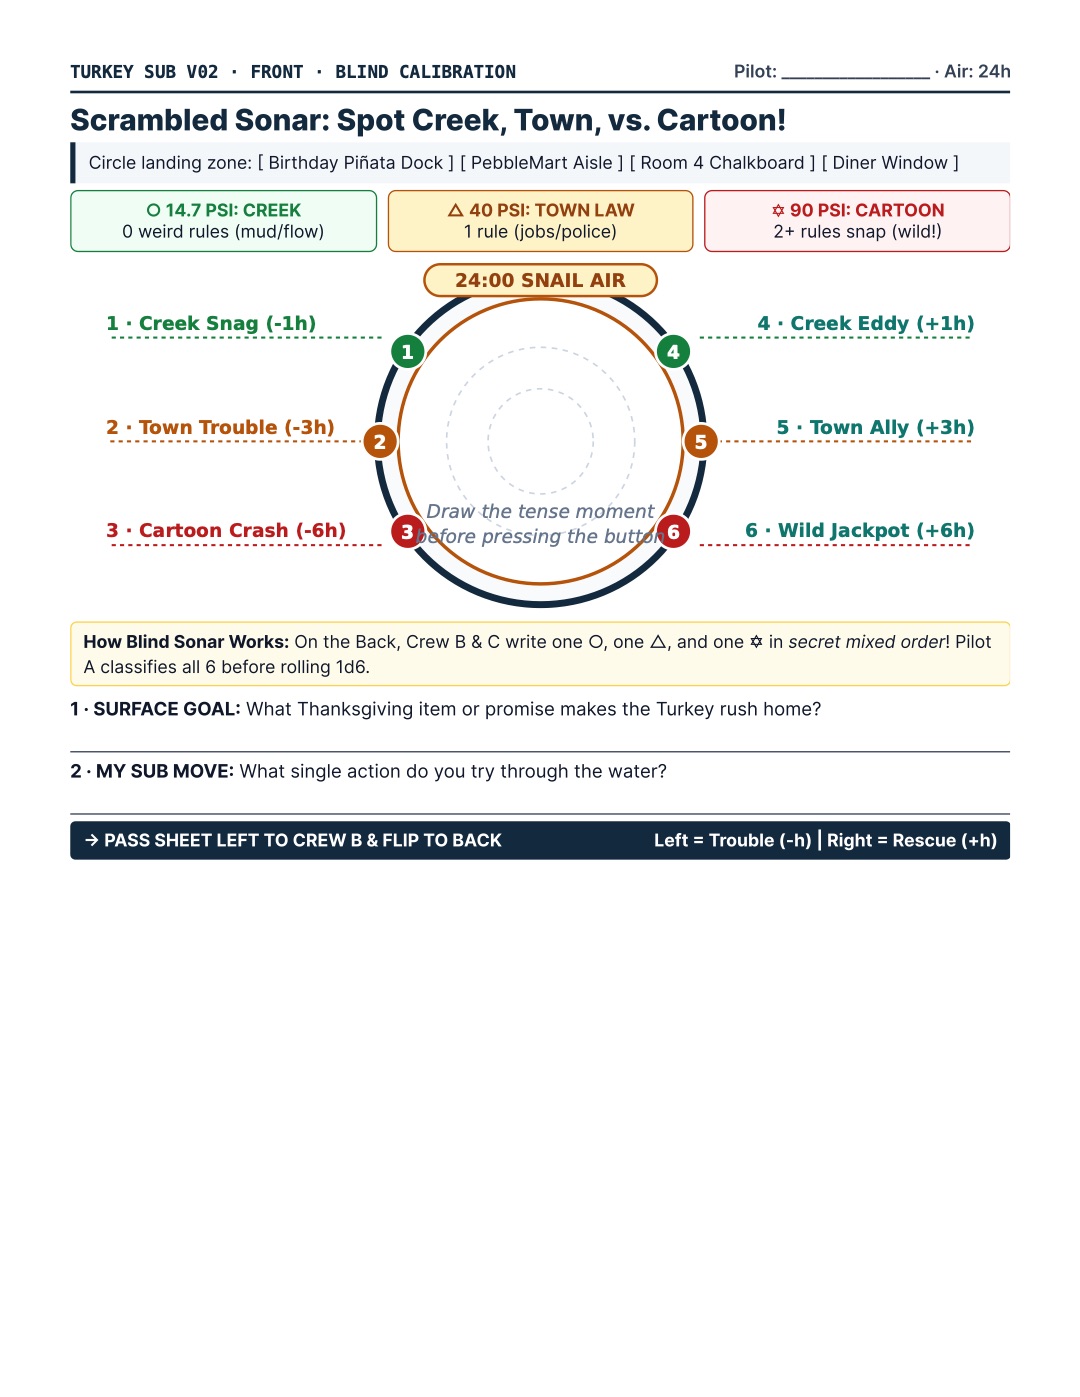 TURKEY SUB V02 · FRONT · BLIND CALIBRATION
Pilot: _________________ · Air: 24h
Scrambled Sonar: Spot Creek, Town, vs. Cartoon!
Circle landing zone: [ Birthday Piñata Dock ] [ PebbleMart Aisle ] [ Room 4 Chalkboard ] [ Diner Window ]
○ 14.7 PSI: CREEK
0 weird rules (mud/flow)
△ 40 PSI: TOWN LAW
1 rule (jobs/police)
✡ 90 PSI: CARTOON
2+ rules snap (wild!)
24:00 SNAIL AIR
1 · Creek Snag (-1h)
1
4
4 · Creek Eddy (+1h)
2 · Town Trouble (-3h)
2
5
5 · Town Ally (+3h)
3 · Cartoon Crash (-6h)
3
6
6 · Wild Jackpot (+6h)
Draw the tense moment
before pressing the button
How Blind Sonar Works: On the Back, Crew B & C write one ○, one △, and one ✡ in secret mixed order! Pilot
A classifies all 6 before rolling 1d6.
1 · SURFACE GOAL: What Thanksgiving item or promise makes the Turkey rush home?
2 · MY SUB MOVE: What single action do you try through the water?
→ PASS SHEET LEFT TO CREW B & FLIP TO BACK
Left = Trouble (-h) | Right = Rescue (+h)